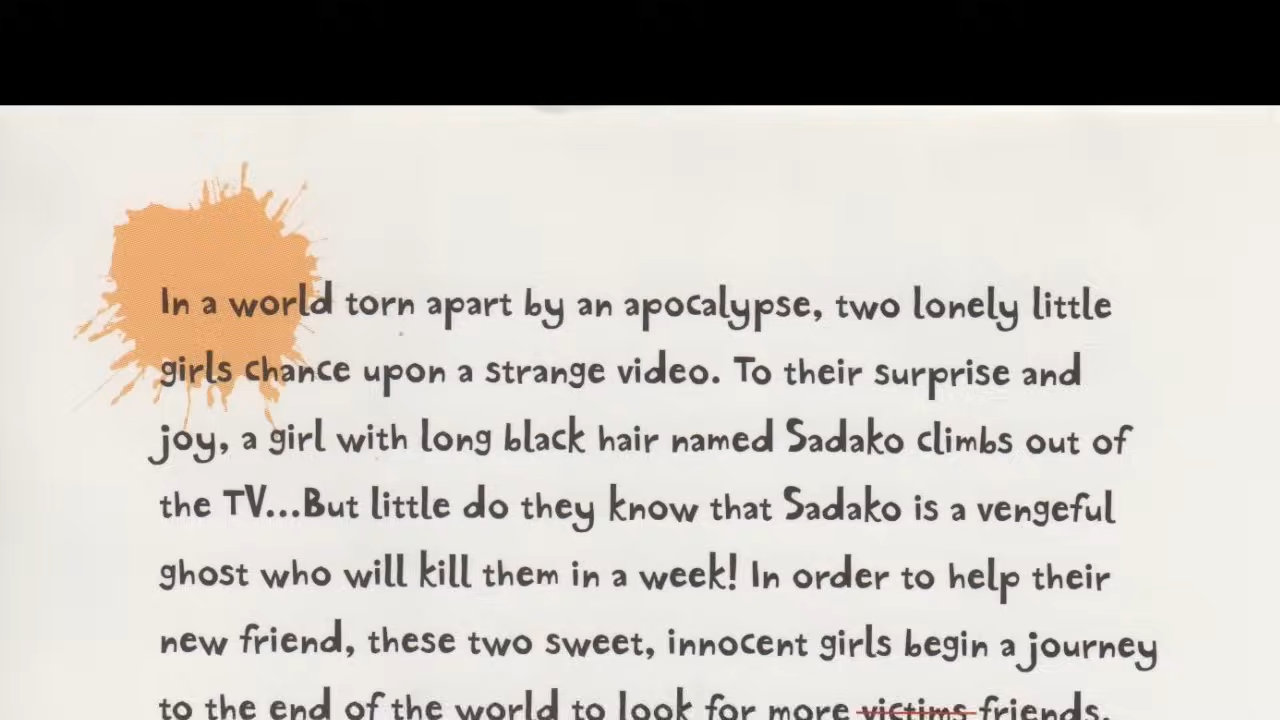 In a world torn apart by an apocalypse, two lonely little
girls chance upon a strange video. To their surprise and
joy, a girl with long black hair named Sadako climbs out of
the TV...But little do they know that Sadako is a vengeful
ghost who will kill them in a week! In order to help their
new friend, these two sweet, innocent girls begin a journey
to the end of the world to look for more victims friends.